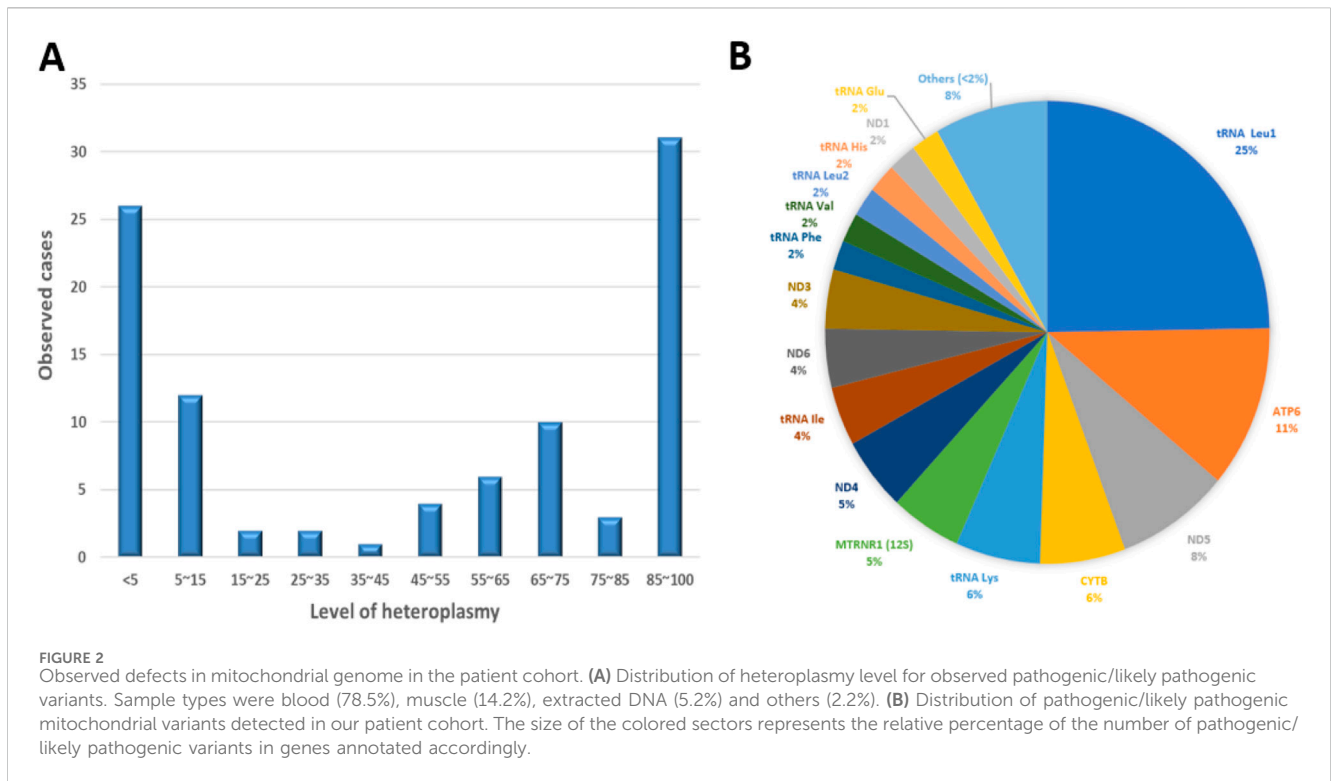 A
35
30
25
20
15
10
5
0
Observed cases
<5 5~15 15~25 25~35 35~45 45~55 55~65 65~75 75~85 85~100
Level of heteroplasmy
B
Others (<2%)
8%
tRNA Glu
2%
ND1
2%
tRNA His
2%
tRNA Leu2
2%
tRNA Val
2%
tRNA Phe
2%
ND3
4%
ND6
4%
tRNA Ile
4%
ND4
5%
MTRNR1 (12S)
5%
tRNA Lys
6%
CYTB
6%
ND5
8%
ATP6
11%
tRNA Leu1
25%
FIGURE 2
Observed defects in mitochondrial genome in the patient cohort. (A) Distribution of heteroplasmy level for observed pathogenic/likely pathogenic
variants. Sample types were blood (78.5%), muscle (14.2%), extracted DNA (5.2%) and others (2.2%). (B) Distribution of pathogenic/likely pathogenic
mitochondrial variants detected in our patient cohort. The size of the colored sectors represents the relative percentage of the number of pathogenic/
likely pathogenic variants in genes annotated accordingly.